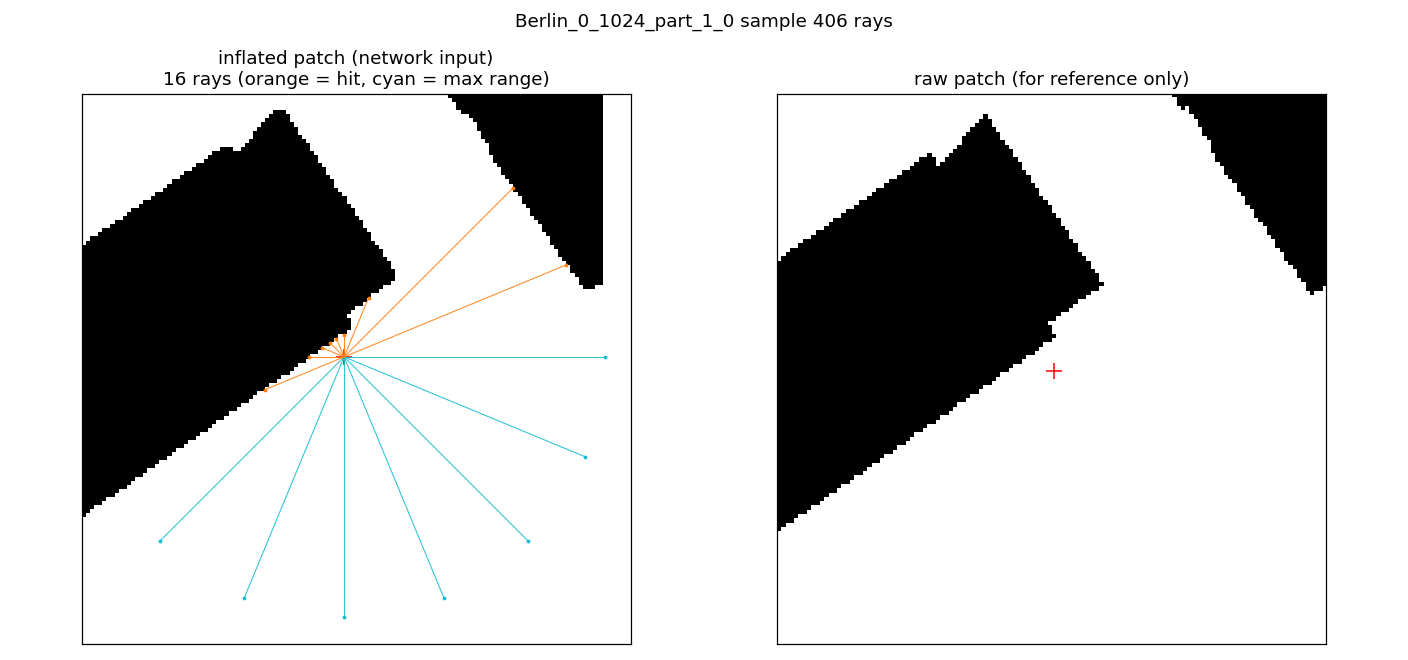 Berlin_0_1024_part_1_0 sample 406 rays
inflated patch (network input)
16 rays (orange = hit, cyan = max range)
raw patch (for reference only)